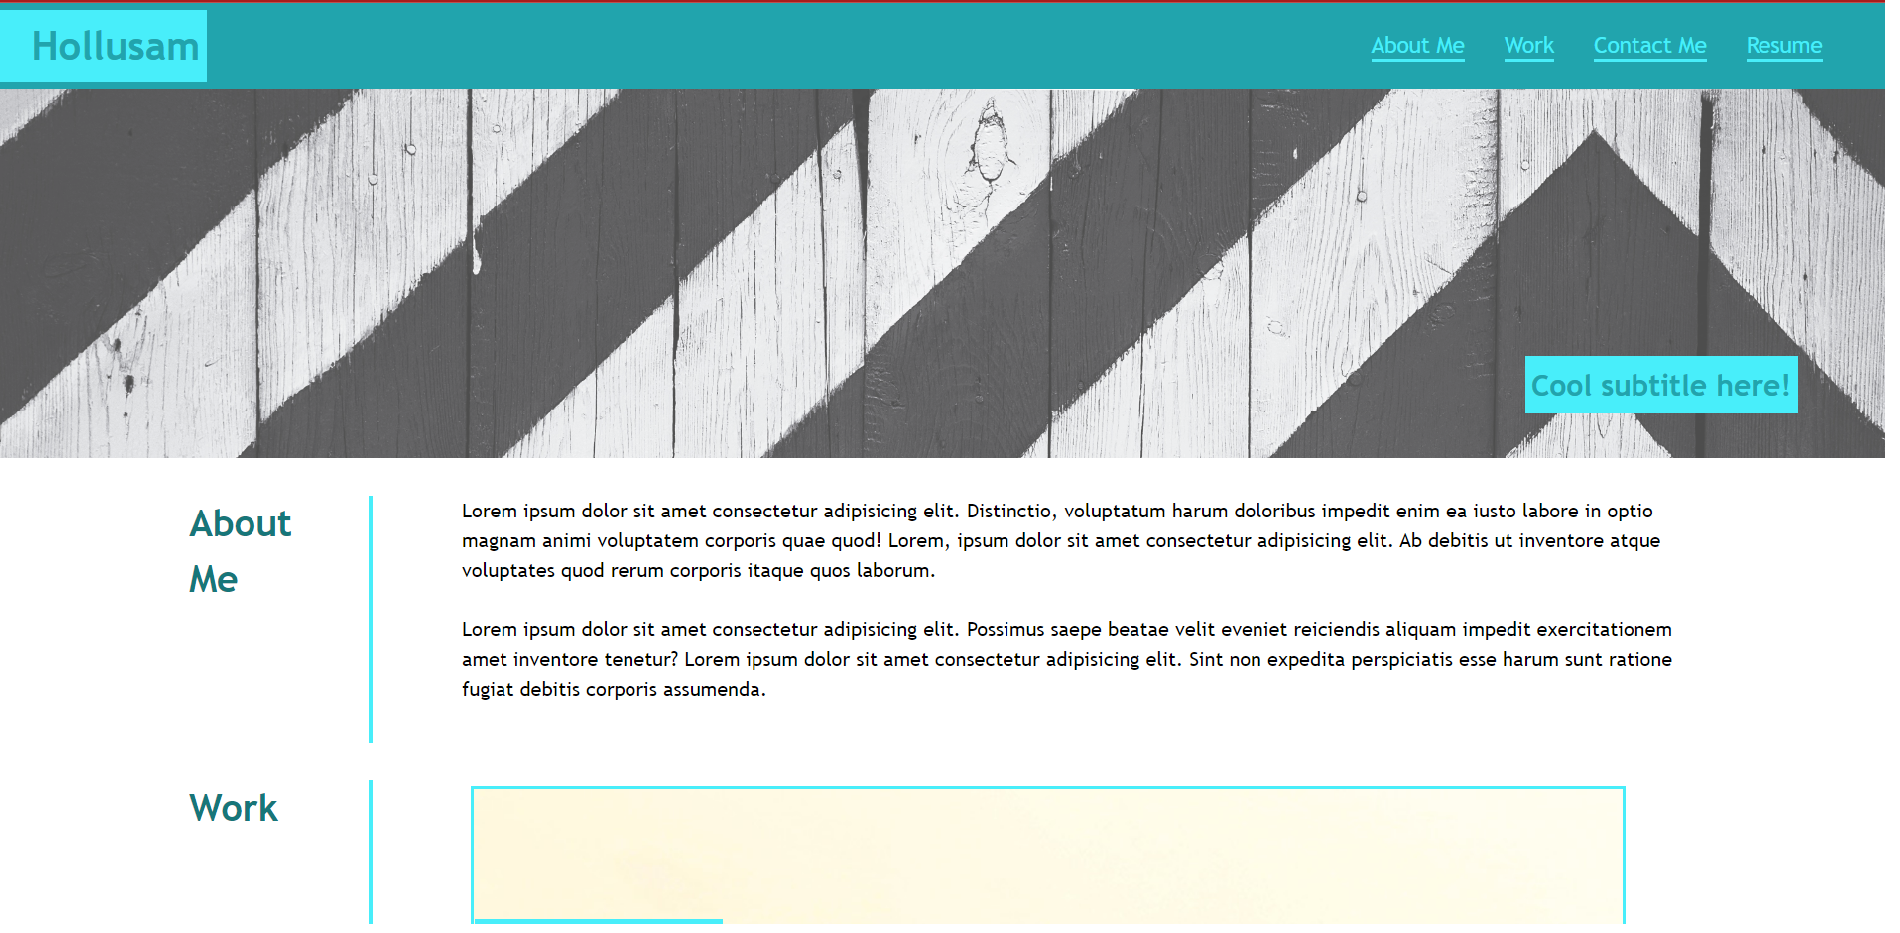 Hollusam
About Me Work Contact Me Resume
Cool subtitle here!
About
Me
Lorem ipsum dolor sit amet consectetur adipisicing elit. Distinctio, voluptatum harum doloribus impedit enim ea iusto labore in optio
magnam animi voluptatem corporis quae quod! Lorem, ipsum dolor sit amet consectetur adipisicing elit. Ab debitis ut inventore atque
voluptates quod rerum corporis itaque quos laborum.
Lorem ipsum dolor sit amet consectetur adipisicing elit. Possimus saepe beatae velit eveniet reiciendis aliquam impedit exercitationem
amet inventore tenetur? Lorem ipsum dolor sit amet consectetur adipisicing elit. Sint non expedita perspiciatis esse harum sunt ratione
fugiat debitis corporis assumenda.
Work